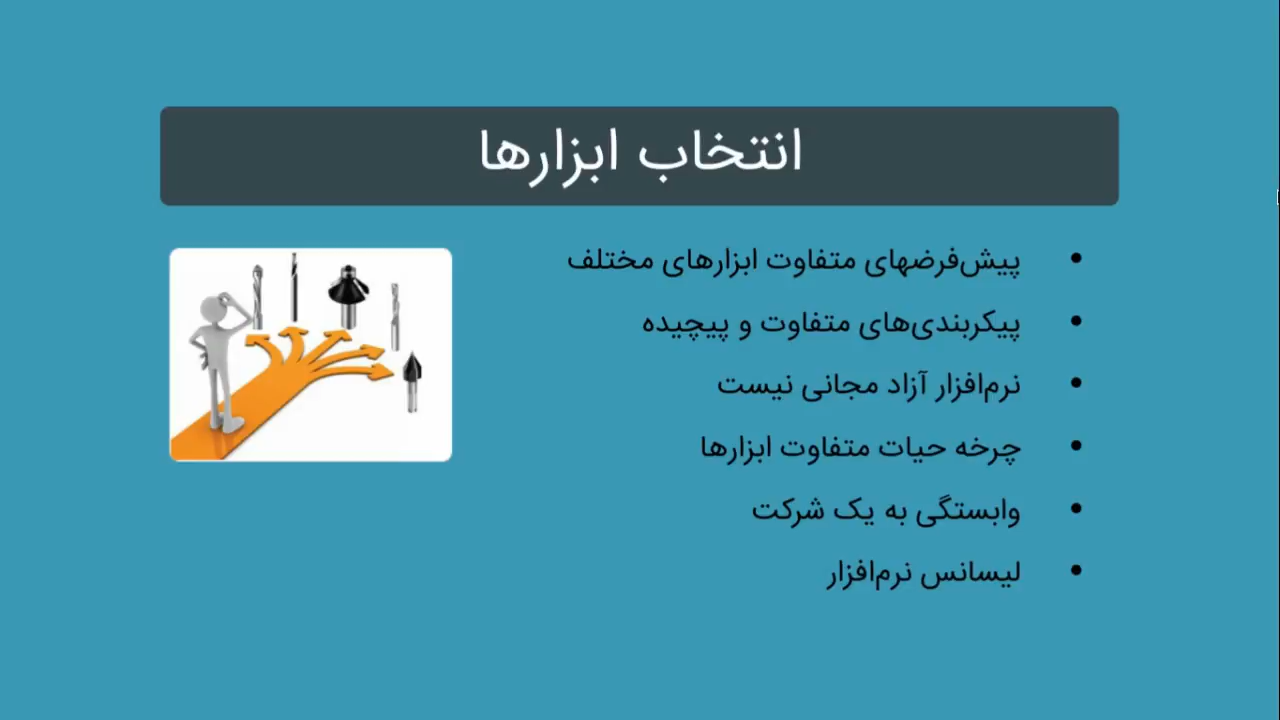 انتخاب ابزارها
• پیش‌فرضهای متفاوت ابزارهای مختلف
• پیکربندی‌های متفاوت و پیچیده
• نرم‌افزار آزاد مجانی نیست
• چرخه حیات متفاوت ابزارها
• وابستگی به یک شرکت
• لیسانس نرم‌افزار